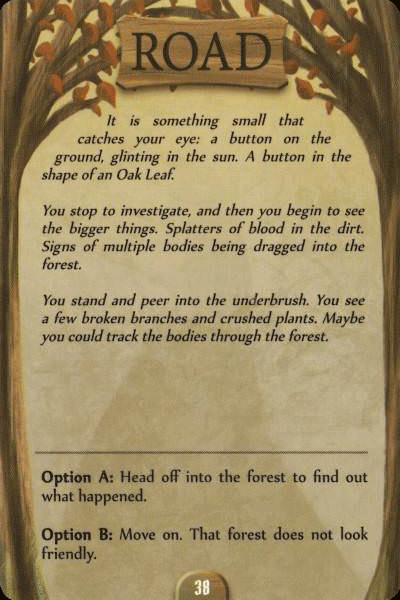 ROAD
It is something small that
catches your eye: a button on the
ground, glinting in the sun. A button in the
shape of an Oak Leaf.
You stop to investigate, and then you begin to see
the bigger things. Splatters of blood in the dirt.
Signs of multiple bodies being dragged into the
forest.
You stand and peer into the underbrush. You see
a few broken branches and crushed plants. Maybe
you could track the bodies through the forest.
Option A: Head off into the forest to find out
what happened.
Option B: Move on. That forest does not look
friendly.
38